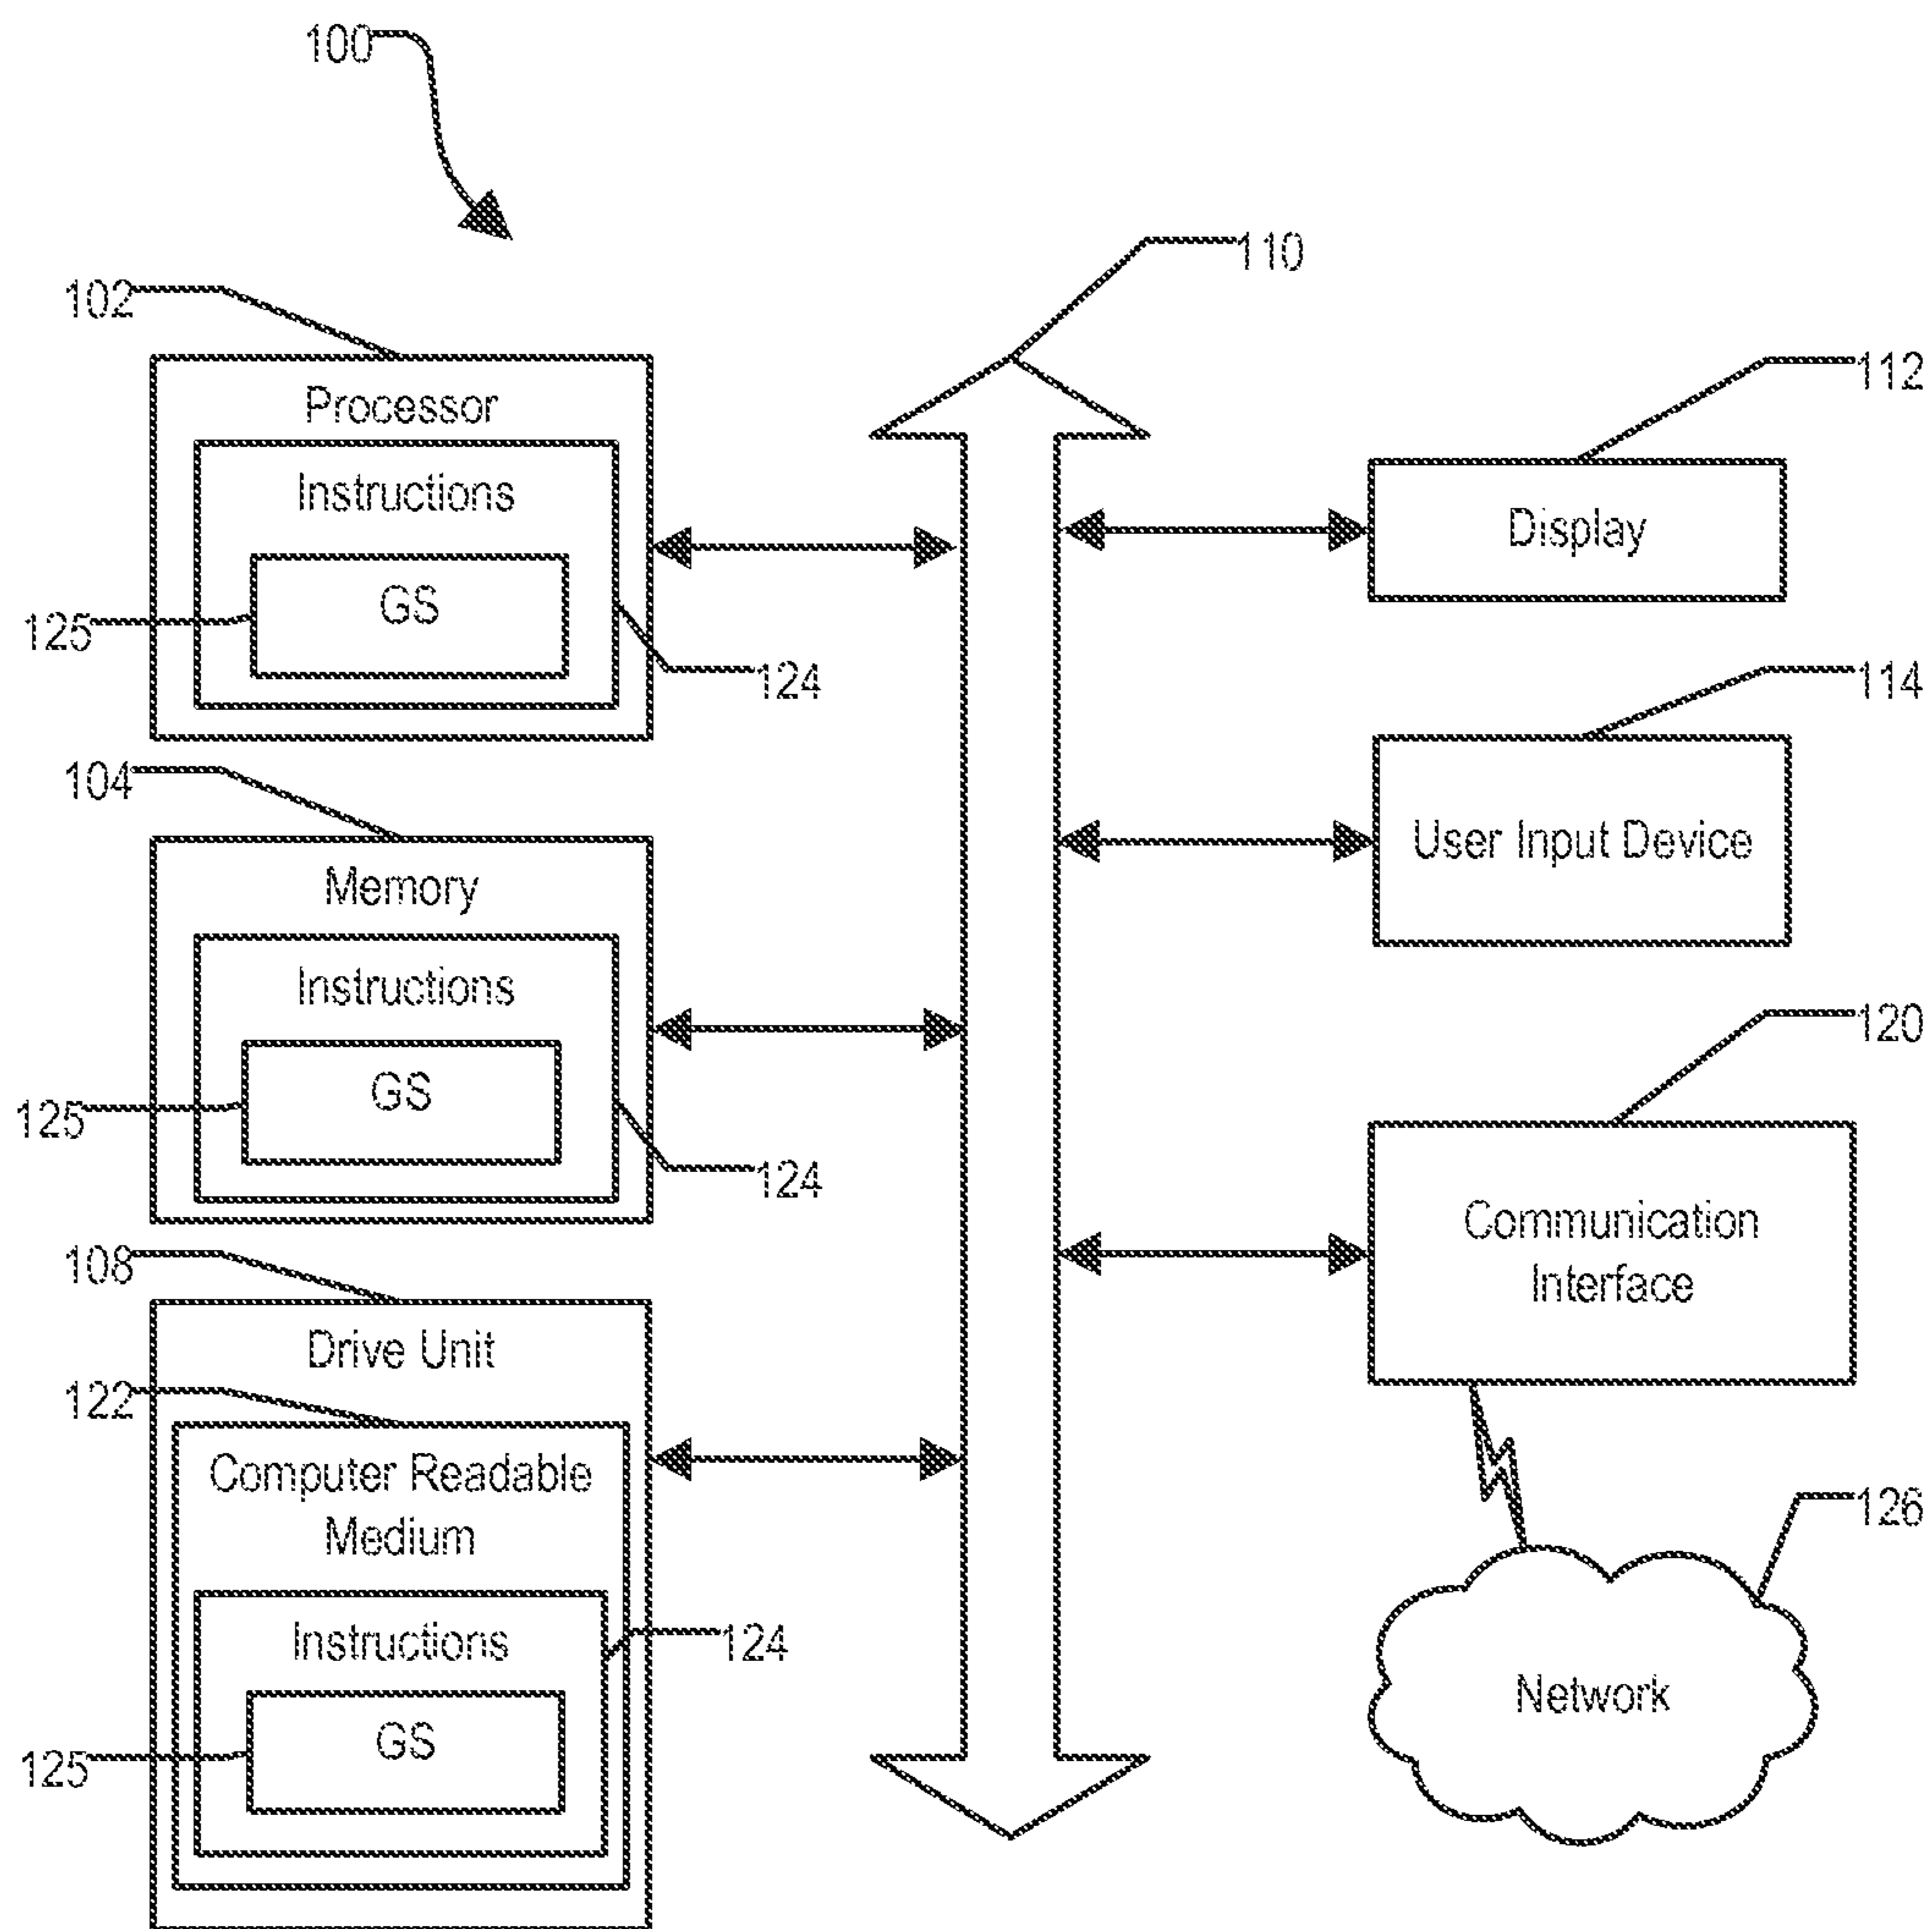 100
110
102
Processor
112
Instructions
Display
GS
125
124
114
104
User Input Device
Memory
Instructions
120
GS
125
124
Communication
Interface
108
Drive Unit
122
Computer Readable
Medium
126
Instructions
124
Network
GS
125